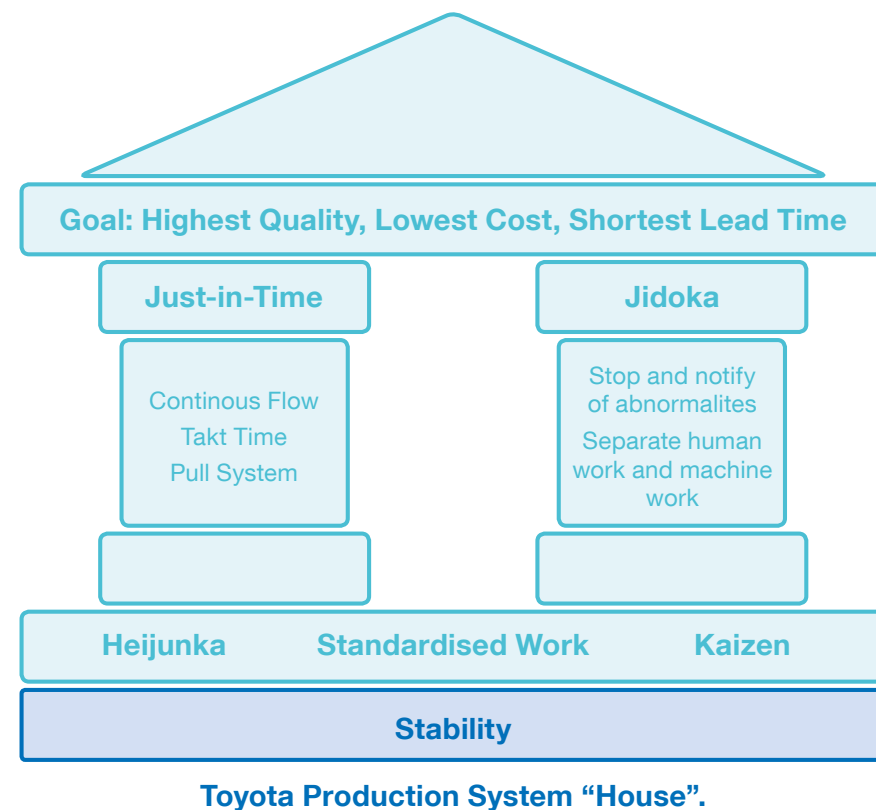 Goal: Highest Quality, Lowest Cost, Shortest Lead Time
Just-in-Time
Continous Flow
Takt Time
Pull System
Jidoka
Stop and notify
of abnormalites
Separate human
work and machine
work
Heijunka Standardised Work Kaizen
Stability
Toyota Production System “House”.